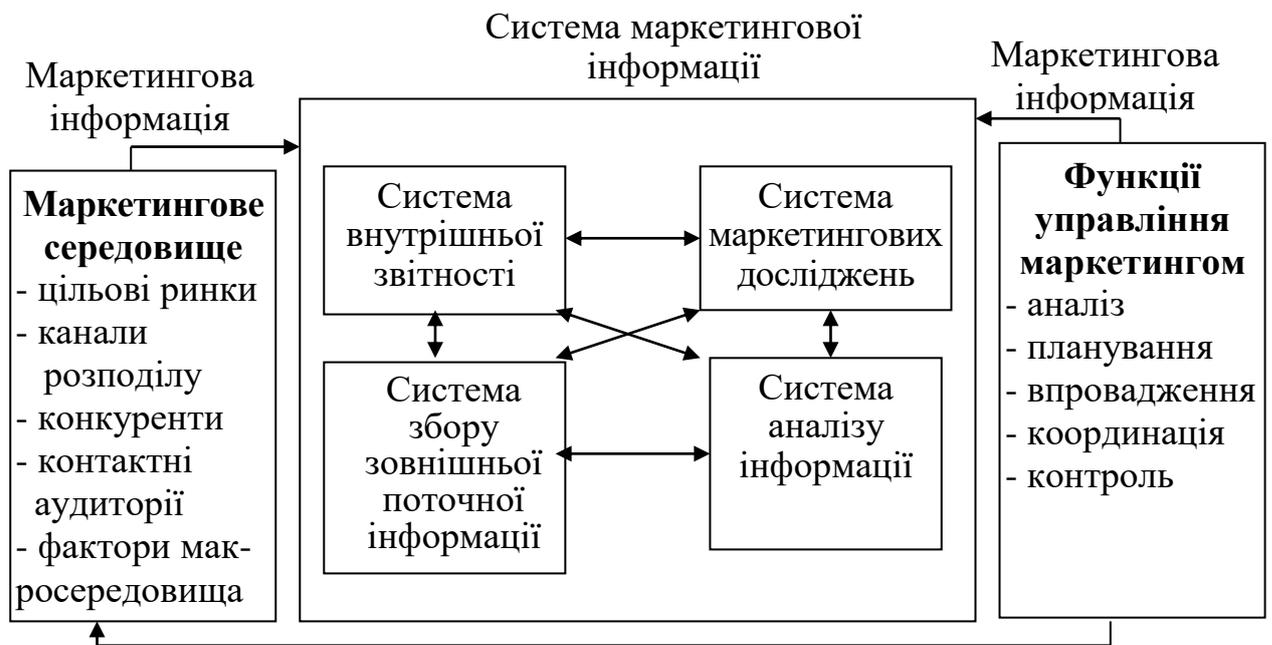 Система маркетингової
інформації
Маркетингова
інформація
Маркетингова
інформація
Маркетингове
середовище
- цільові ринки
- канали
розподілу
- конкуренти
- контактні
аудиторії
- фактори мак-
росередовища
Система
внутрішньої
звітності
Система
маркетингових
досліджень
Система
збору
зовнішньої
поточної
інформації
Система
аналізу
інформації
Функції
управління
маркетингом
- аналіз
- планування
- впровадження
- координація
- контроль